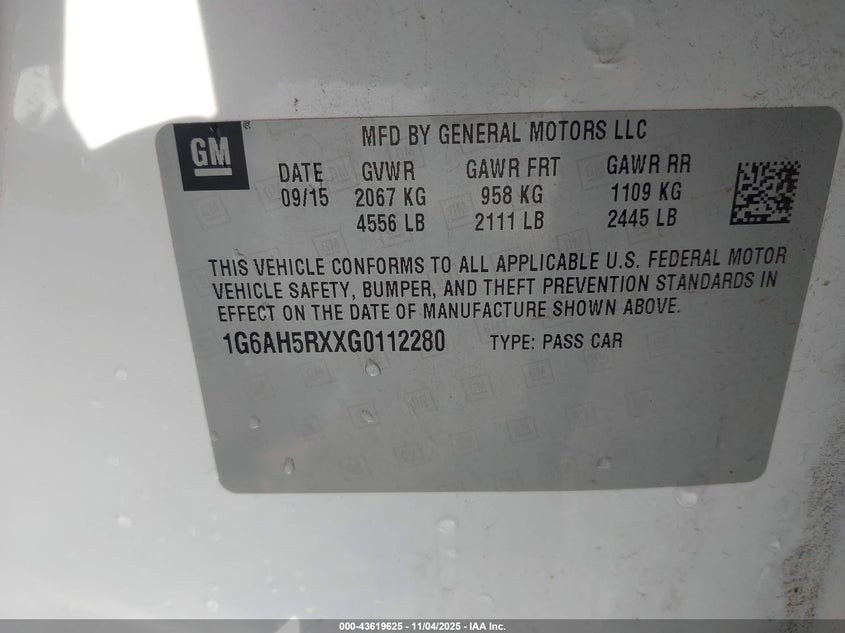 GM
MFD BY GENERAL MOTORS LLC
DATE GVWR GAWR FRT GAWR RR
09/15 2067 KG 958 KG 1109 KG
4556 LB 2111 LB 2445 LB
THIS VEHICLE CONFORMS TO ALL APPLICABLE U.S. FEDERAL MOTOR
VEHICLE SAFETY, BUMPER, AND THEFT PREVENTION STANDARDS IN
EFFECT ON THE DATE OF MANUFACTURE SHOWN ABOVE.
1G6AH5RXXG0112280 TYPE: PASS CAR
000-43619625 - 11/04/2025 - IAA Inc.